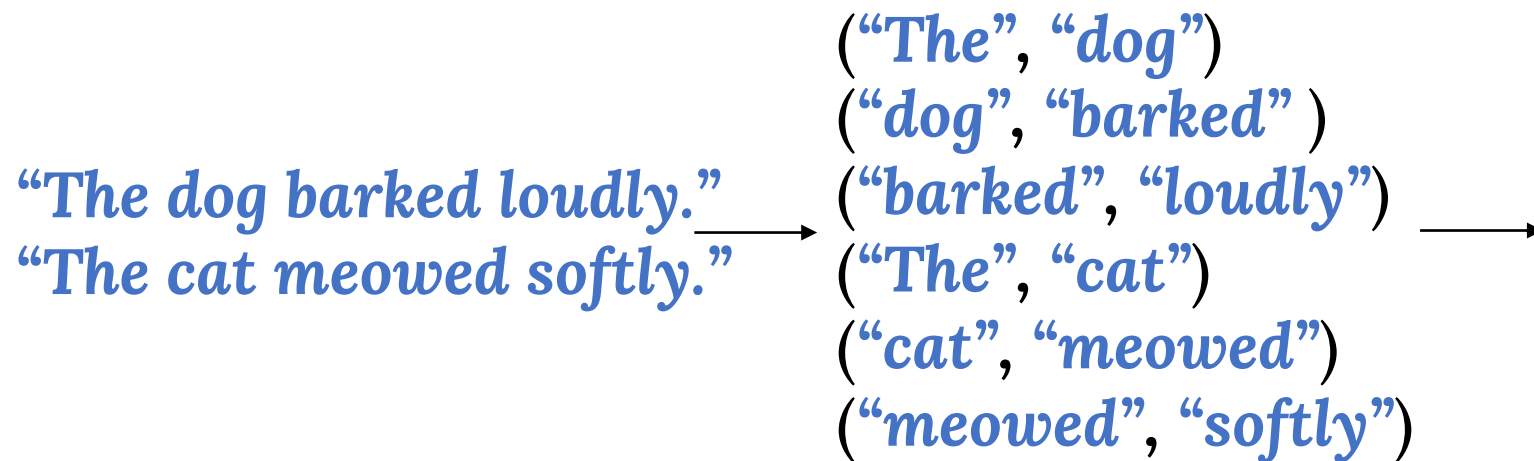 “The dog barked loudly.”
“The cat meowed softly.”
(“The”, “dog”)
(“dog”, “barked” )
(“barked”, “loudly”)
(“The”, “cat”)
(“cat”, “meowed”)
(“meowed”, “softly”)